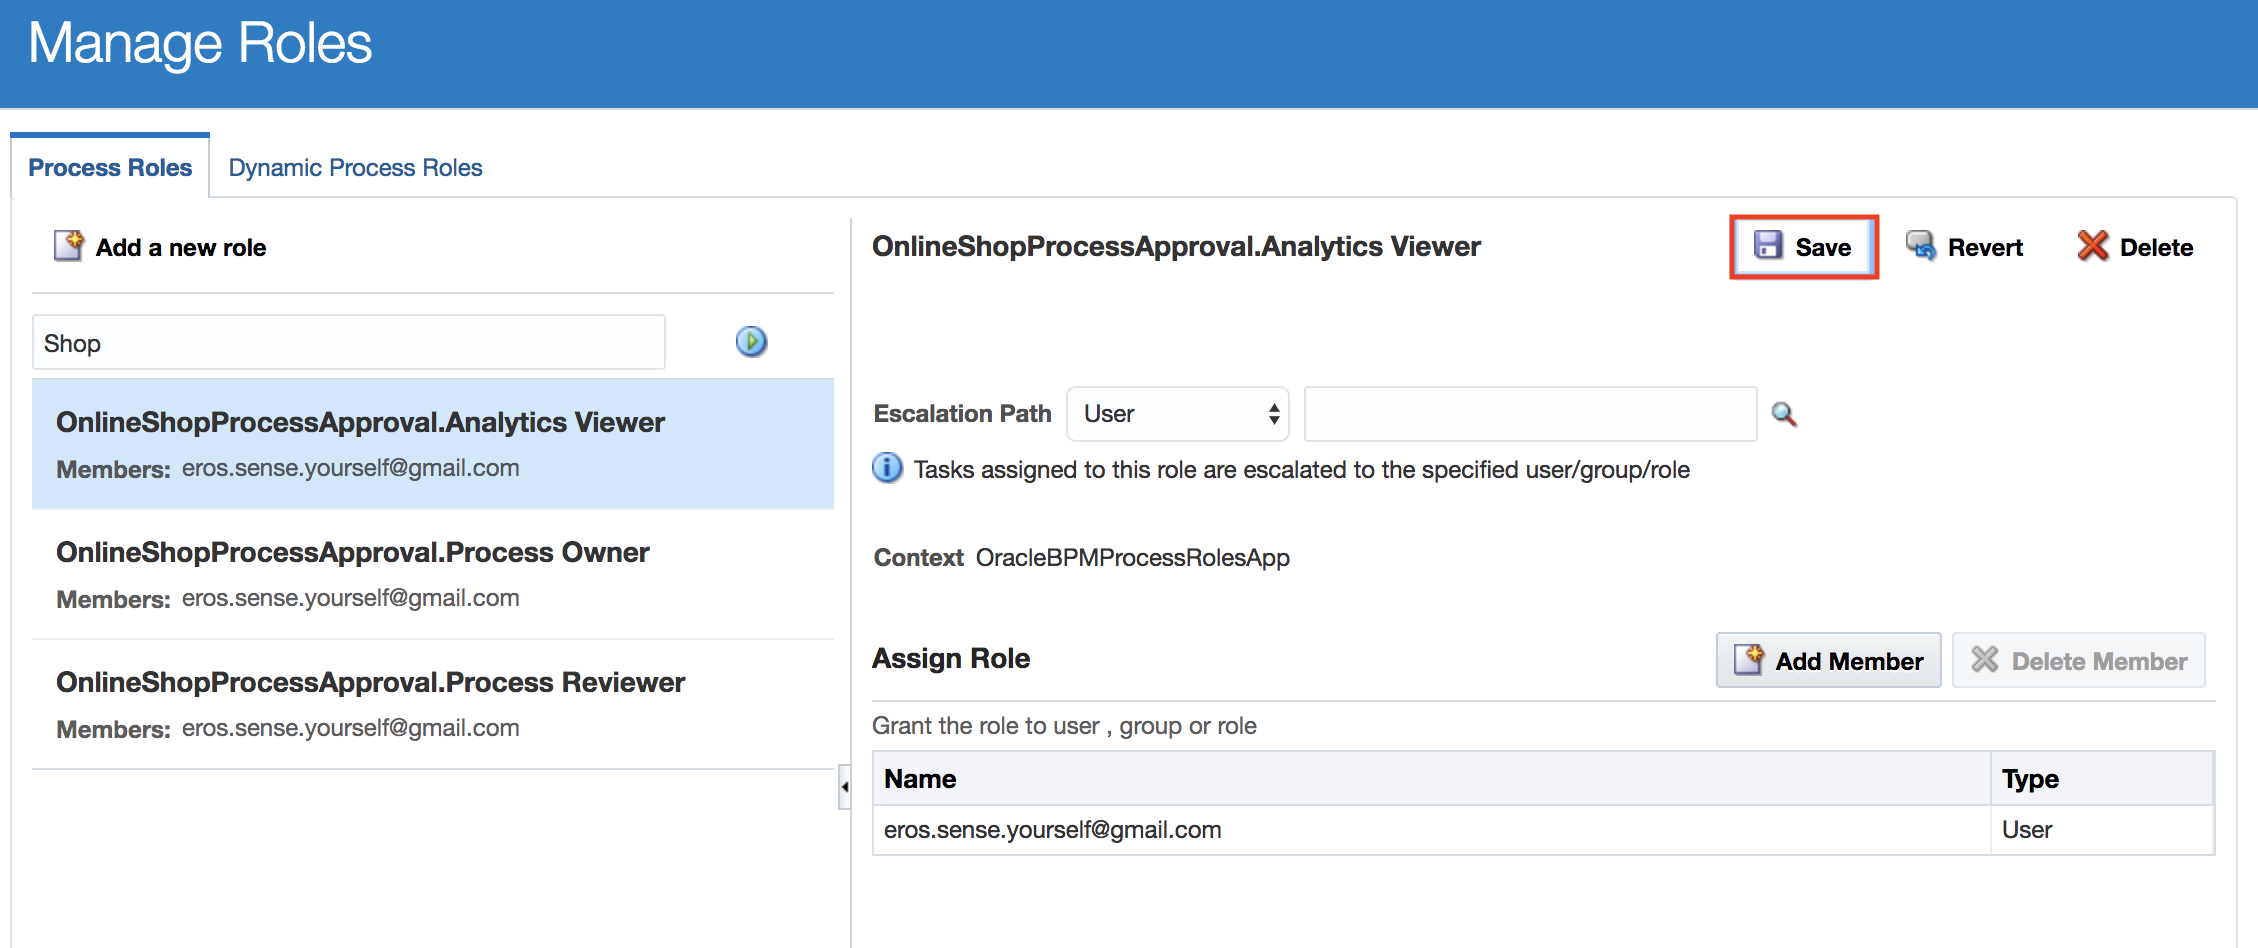 Manage Roles
Process Roles
Dynamic Process Roles
Add a new role
Shop
OnlineShopProcessApproval.Analytics Viewer
Members: eros.sense.yourself@gmail.com
OnlineShopProcessApproval.Process Owner
Members: eros.sense.yourself@gmail.com
OnlineShopProcessApproval.Process Reviewer
Members: eros.sense.yourself@gmail.com
OnlineShopProcessApproval.Analytics Viewer
Save
Revert
Delete
Escalation Path User
Tasks assigned to this role are escalated to the specified user/group/role
Context OracleBPMProcessRolesApp
Assign Role
Add Member
Delete Member
Grant the role to user , group or role
Name Type
eros.sense.yourself@gmail.com User